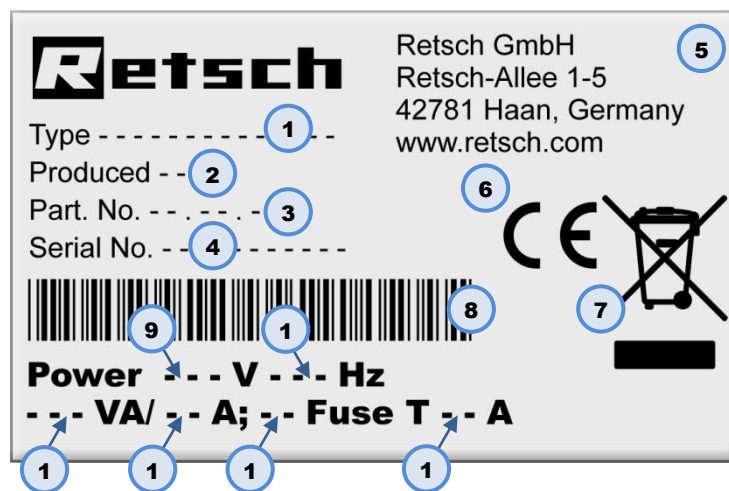 Retsch
Retsch GmbH
Retsch-Allee 1-5
42781 Haan, Germany
www.retsch.com
5
Type - - - - - - - - - - 1 - -
Produced - - 2
Part. No. - - . - - . - 3
Serial No. - - 4 - - - - - - -
6
CE
7
8
9
1
Power - - - V - - - Hz
- - - VA/ - - A; - - Fuse T - - A
1
1
1
1